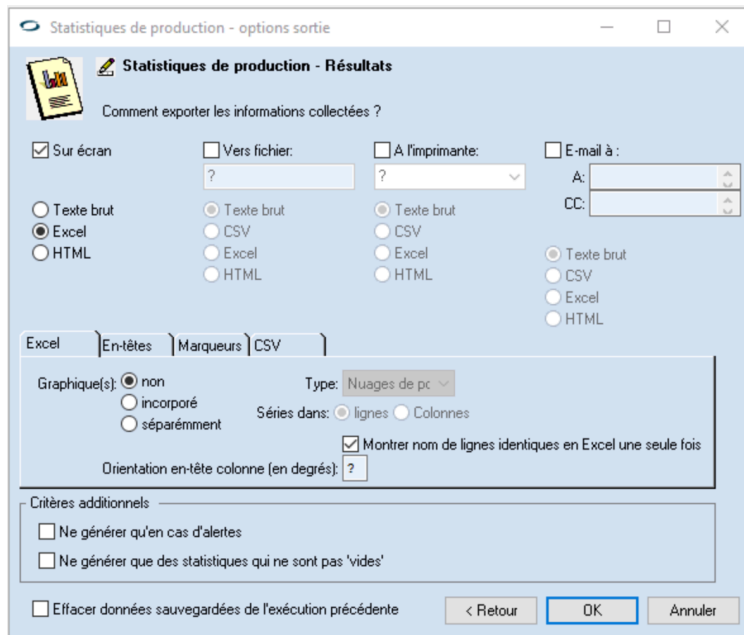 Statistiques de production - options sortie
Statistiques de production - Résultats
Comment exporter les informations collectées ?
Sur écran
Vers fichier:
A l'imprimante:
E-mail à :
?
?
A:
CC:
Texte brut
Excel
HTML
Texte brut
CSV
Excel
HTML
Texte brut
CSV
Excel
HTML
Texte brut
CSV
Excel
HTML
Excel
En-têtes
Marqueurs
CSV
Graphique(s):
non
incorporé
séparémment
Type:
Nuages de pc
Séries dans:
lignes
Colonnes
Montrer nom de lignes identiques en Excel une seule fois
Orientation en-tête colonne (en degrés):
?
Critères additionnels
Ne générer qu'en cas d'alertes
Ne générer que des statistiques qui ne sont pas 'vides'
Effacer données sauvegardées de l'exécution précédente
< Retour
OK
Annuler